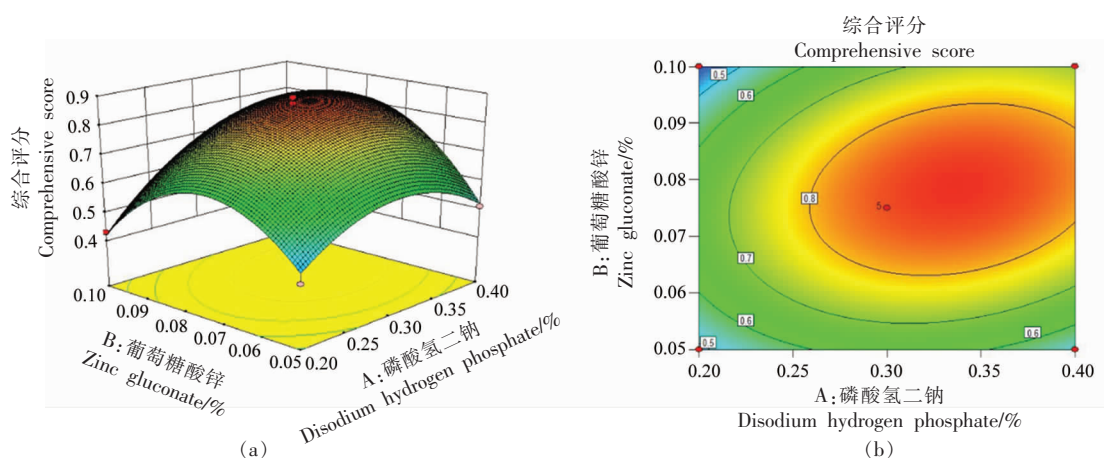 综合评分
Comprehensive score
0.9
0.8
0.7
0.6
0.5
0.4
0.10
0.09
0.08
0.07
0.06
0.05
B:葡萄糖酸锌
Zinc gluconate/%
0.20
0.25
0.30
0.35
0.40
A:磷酸氢二钠
Disodium hydrogen phosphate/%
(a)
综合评分
Comprehensive score
B:葡萄糖酸锌
Zinc gluconate/%
0.10
0.09
0.08
0.07
0.06
0.05
0.5
0.6
0.8
5
0.7
0.6
0.6
0.5
0.20
0.25
0.30
0.35
0.40
A:磷酸氢二钠
Disodium hydrogen phosphate/%
(b)